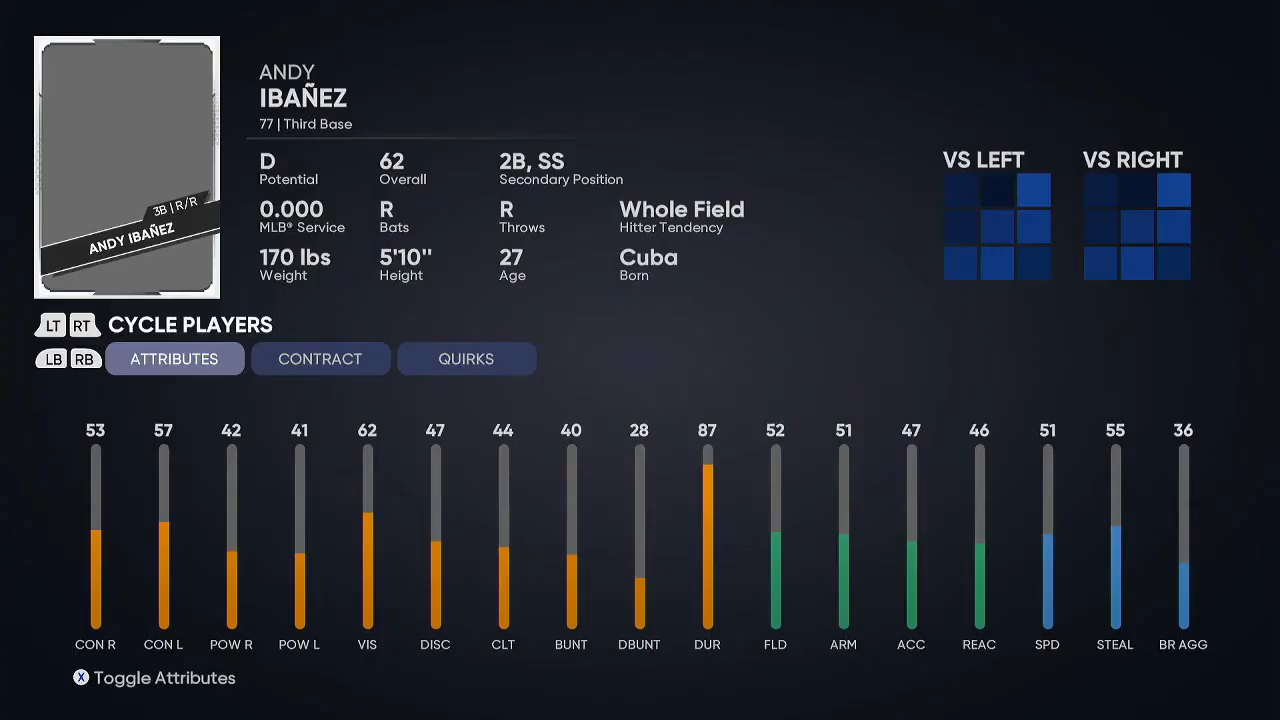 3B | R/R
ANDY IBAÑEZ
ANDY
IBAÑEZ
77 | Third Base
D 62 2B, SS
Potential Overall Secondary Position
0.000 R R Whole Field
MLB® Service Bats Throws Hitter Tendency
170 lbs 5'10" 27 Cuba
Weight Height Age Born
VS LEFT VS RIGHT
LT RT CYCLE PLAYERS
LB RB ATTRIBUTES CONTRACT QUIRKS
53 57 42 41 62 47 44 40 28 87 52 51 47 46 51 55 36
CON R CON L POW R POW L VIS DISC CLT BUNT DBUNT DUR FLD ARM ACC REAC SPD STEAL BR AGG
X Toggle Attributes